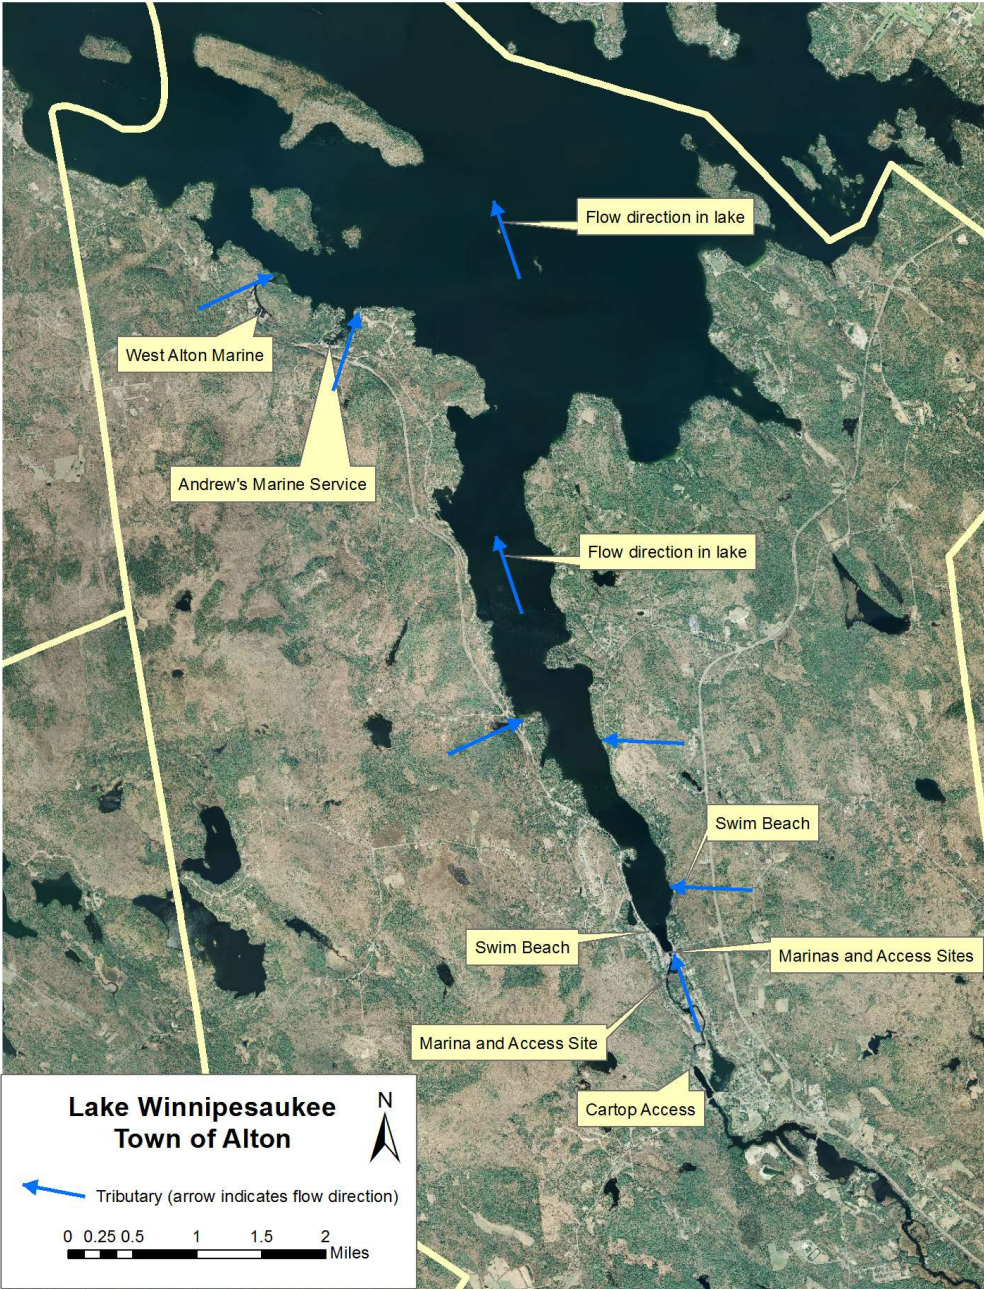 Flow direction in lake
West Alton Marine
Andrew's Marine Service
Flow direction in lake
Swim Beach
Swim Beach
Marinas and Access Sites
Marina and Access Site
Cartop Access
Lake Winnipesaukee
Town of Alton
N
Tributary (arrow indicates flow direction)
0 0.25 0.5 1 1.5 2
Miles